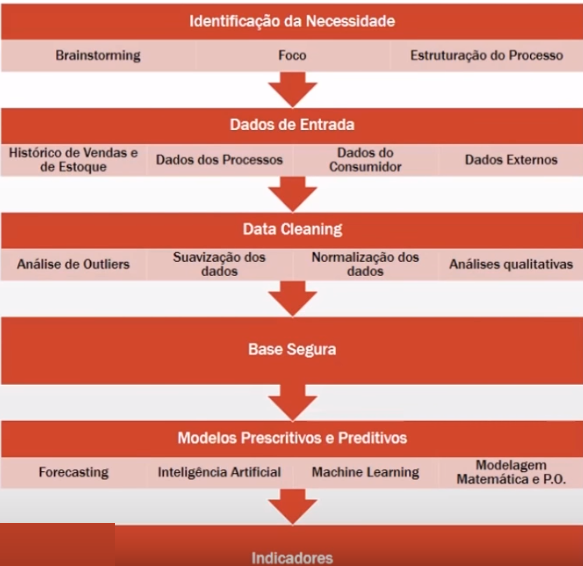 Identificação da Necessidade
Brainstorming
Foco
Estruturação do Processo
Dados de Entrada
Histórico de Vendas e
de Estoque
Dados dos Processos
Dados do
Consumidor
Dados Externos
Data Cleaning
Análise de Outliers
Suavização dos
dados
Normalização dos
dados
Análises qualitativas
Base Segura
Modelos Prescritivos e Preditivos
Forecasting
Inteligência Artificial
Machine Learning
Modelagem
Matemática e P.O.
Indicadores